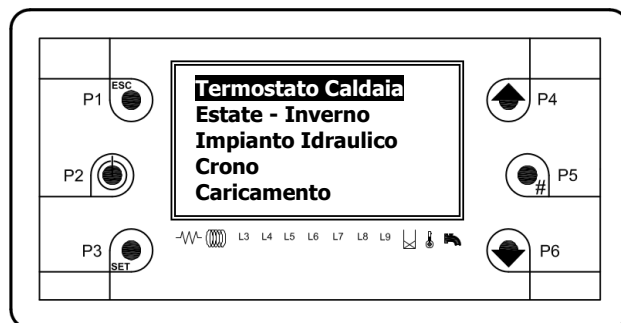 ESC
P1
P2
P3
SET
Termostato Caldaia
Estate - Inverno
Impianto Idraulico
Crono
Caricamento
L3 L4 L5 L6 L7 L8 L9
P4
P5
#
P6